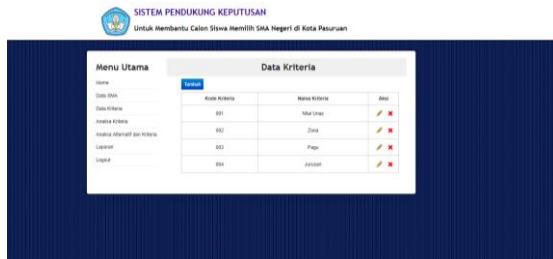 SISTEM PENDUKUNG KEPUTUSAN
Untuk Membantu Calon Siswa Memilih SMA Negeri di Kota Pasuruan
Menu Utama
Home
Data SMA
Data Kriteria
Analisa Kriteria
Analisa Alternatif dan Kriteria
Laporan
Logout
Data Kriteria
Tambah
Kode Kriteria Nama Kriteria Aksi
001 Nilai Unas
002 Zona
003 Pagu
004 Jurusan